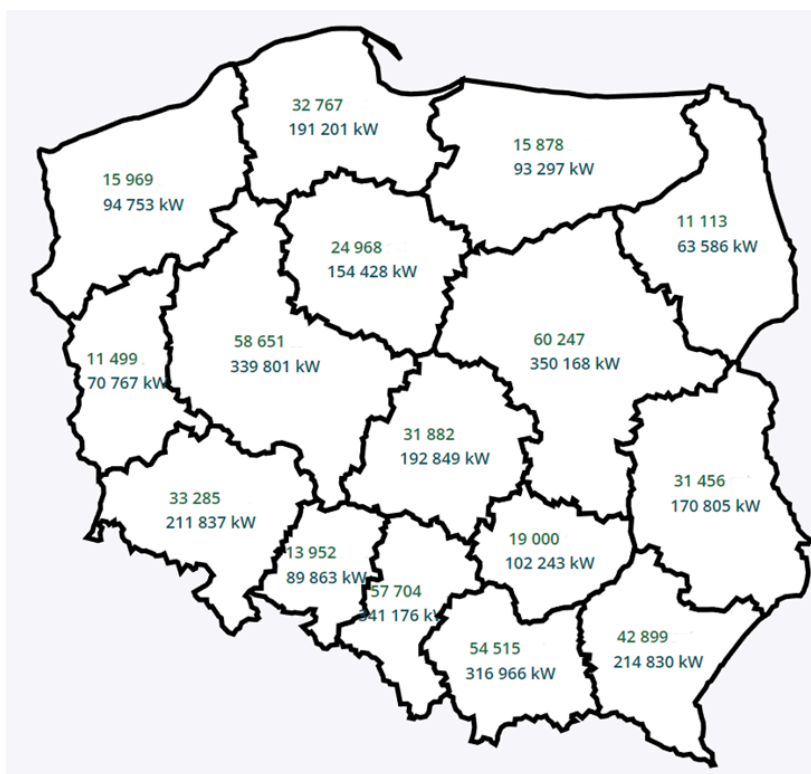 32 767
191 201 kW
15 878
93 297 kW
15 969
94 753 kW
11 113
63 586 kW
24 968
154 428 kW
58 651
339 801 kW
60 247
350 168 kW
11 499
70 767 kW
31 882
192 849 kW
31 456
170 805 kW
33 285
211 837 kW
19 000
102 243 kW
13 952
89 863 kW
57 704
341 176 kW
54 515
316 966 kW
42 899
214 830 kW